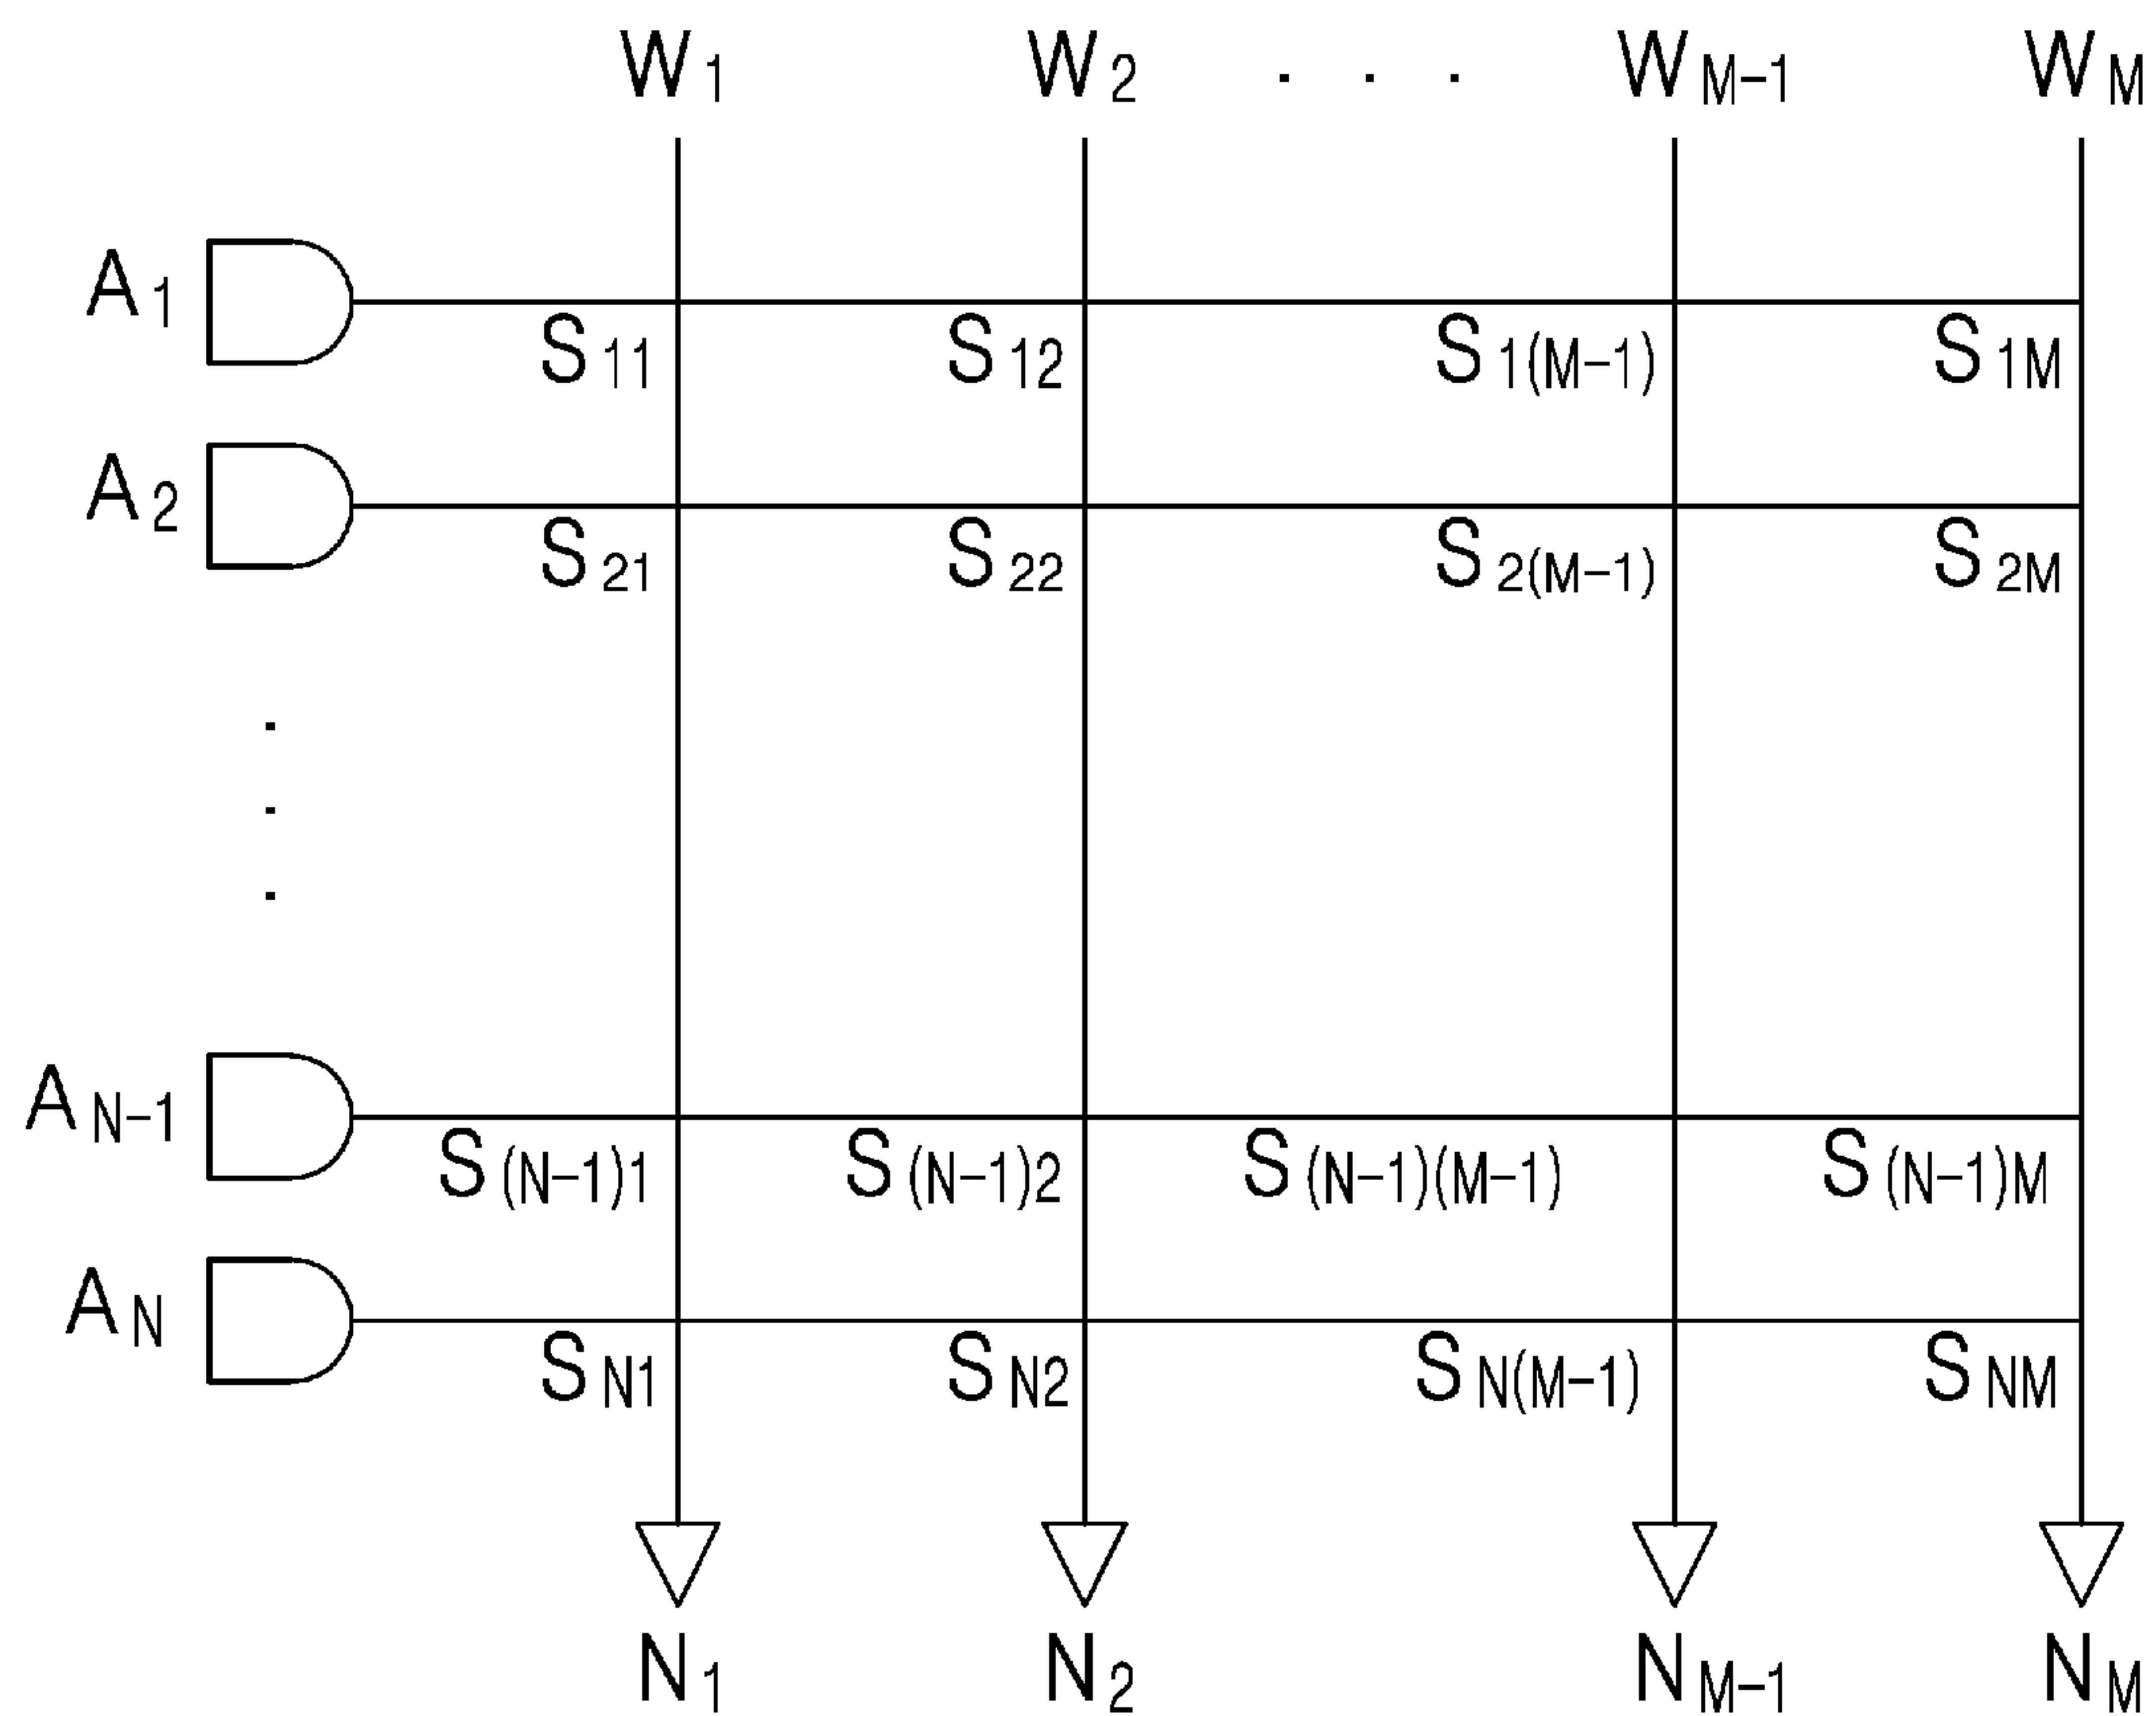 W1 W2 . . . WM-1 WM
A1
S11 S12 S1(M-1) S1M
A2
S21 S22 S2(M-1) S2M
.
.
.
AN-1
S(N-1)1 S(N-1)2 S(N-1)(M-1) S(N-1)M
AN
SN1 SN2 SN(M-1) SNM
N1 N2 NM-1 NM